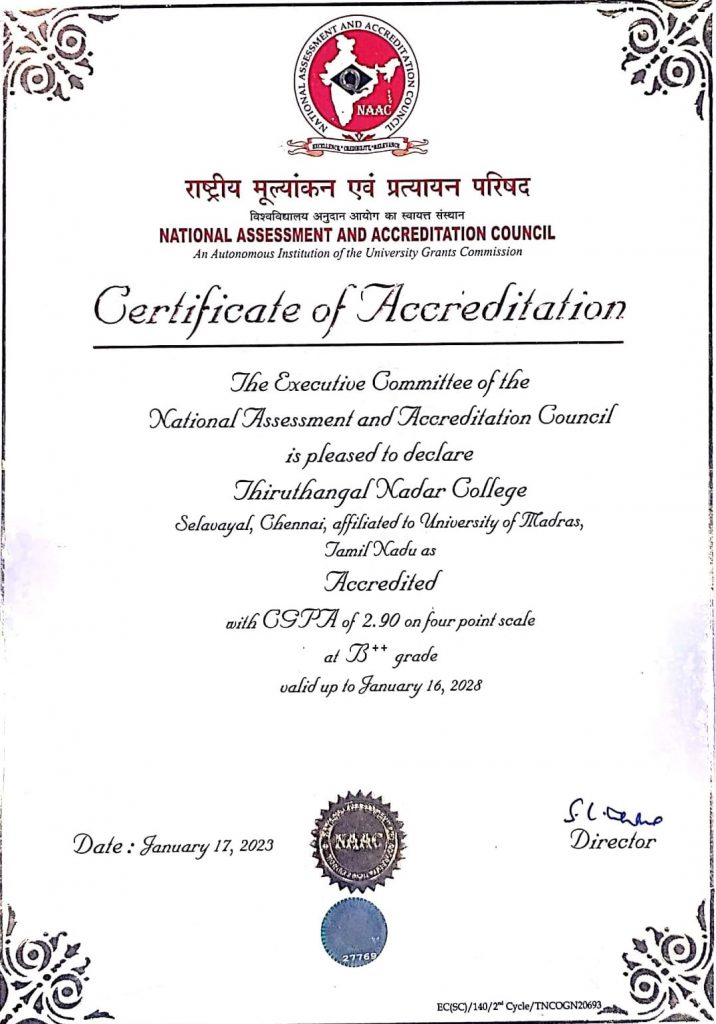 NATIONAL ASSESSMENT AND ACCREDITATION COUNCIL
NAAC
EXCELLENCE * CREDIBILITY * RELEVANCE
राष्ट्रीय मूल्यांकन एवं प्रत्यायन परिषद
विश्वविद्यालय अनुदान आयोग का स्वायत्त संस्थान
NATIONAL ASSESSMENT AND ACCREDITATION COUNCIL
An Autonomous Institution of the University Grants Commission
Certificate of Accreditation
The Executive Committee of the
National Assessment and Accreditation Council
is pleased to declare
Thiruthangal Nadar College
Selavayal, Chennai, affiliated to University of Madras,
Tamil Nadu as
Accredited
with CGPA of 2.90 on four point scale
at B++ grade
valid up to January 16, 2028
Date : January 17, 2023
NAAC
Director
27769
EC(SC)/140/2nd Cycle/TNCOGN20693